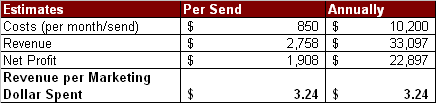 Estimates Per Send Annually
Costs (per month/send) $ 850 $ 10,200
Revenue $ 2,758 $ 33,097
Net Profit $ 1,908 $ 22,897
Revenue per Marketing
Dollar Spent $ 3.24 $ 3.24